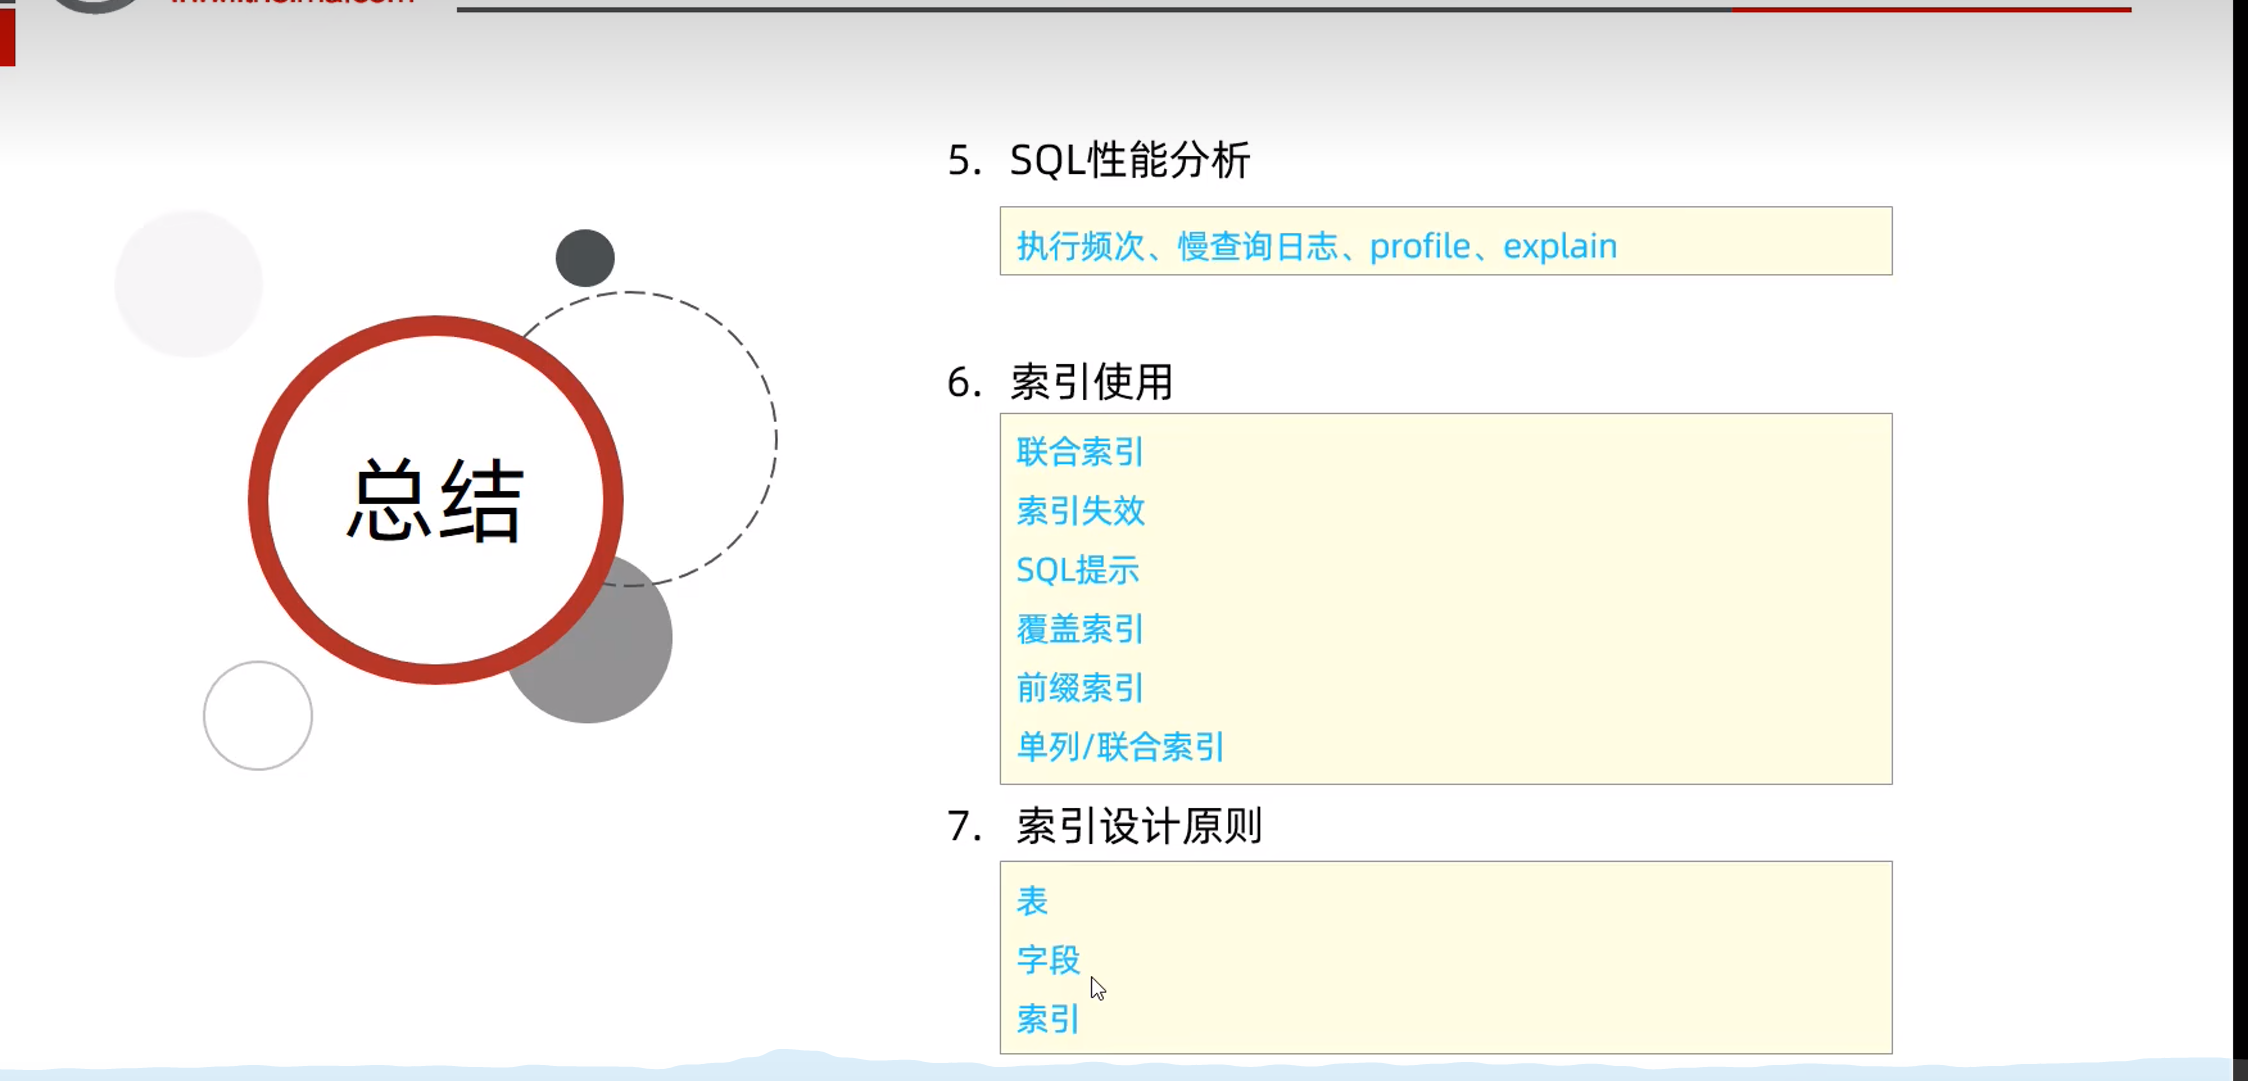 总结
5. SQL性能分析
执行频次、慢查询日志、profile、explain
6. 索引使用
联合索引
索引失效
SQL提示
覆盖索引
前缀索引
单列/联合索引
7. 索引设计原则
表
字段
索引